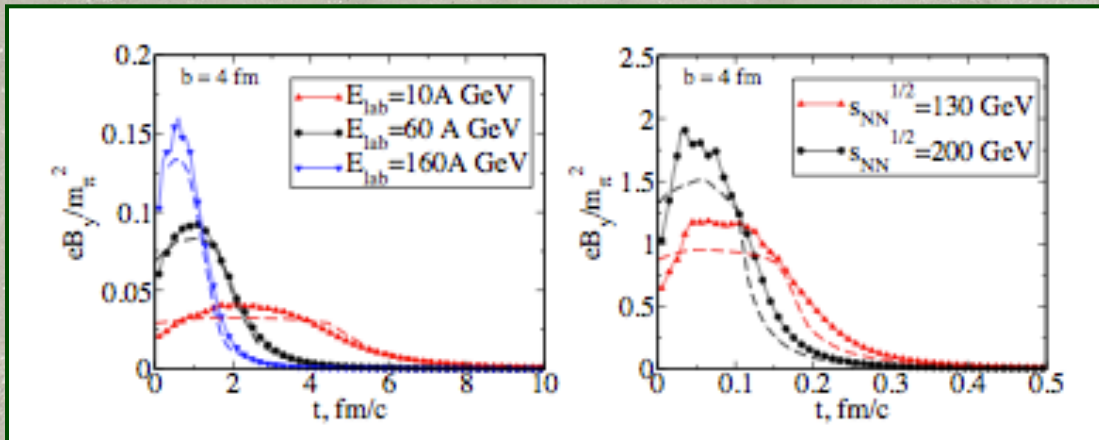 0.2
b = 4 fm
E_lab=10A GeV
E_lab=60 A GeV
E_lab=160A GeV
0.15
0.1
0.05
0
eB_y/m_π^2
0 2 4 6 8 10
t, fm/c
2.5
b = 4 fm
s_NN^1/2=130 GeV
s_NN^1/2=200 GeV
2
1.5
1
0.5
0
eB_y/m_π^2
0 0.1 0.2 0.3 0.4 0.5
t, fm/c